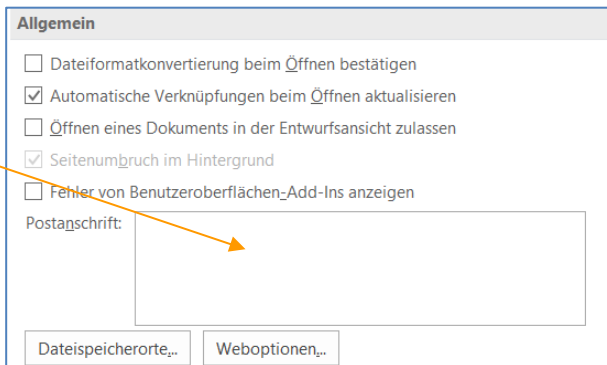 Allgemein
Dateiformatkonvertierung beim Öffnen bestätigen
Automatische Verknüpfungen beim Öffnen aktualisieren
Öffnen eines Dokuments in der Entwurfsansicht zulassen
Seitenumbruch im Hintergrund
Fehler von Benutzeroberflächen-Add-Ins anzeigen
Postanschrift:
Dateispeicherorte... Weboptionen...